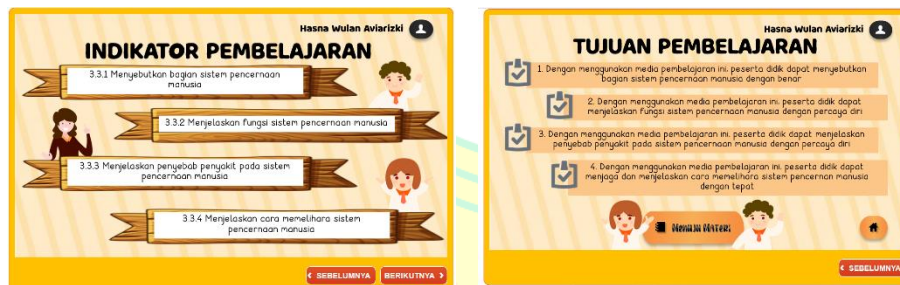 Hasna Wulan Aviarizki
INDIKATOR PEMBELAJARAN
3.3.1 Menyebutkan bagian sistem pencernaan
manusia
3.3.2 Menjelaskan fungsi sistem pencernaan manusia
3.3.3 Menjelaskan penyebab penyakit pada sistem
pencernaan manusia
3.3.4 Menjelaskan cara memelihara sistem
pencernaan manusia
SEBELUMNYA
BERIKUTNYA
Hasna Wulan Aviarizki
TUJUAN PEMBELAJARAN
1. Dengan menggunakan media pembelajaran ini, peserta didik dapat menyebutkan
bagian sistem pencernaan manusia dengan benar
2. Dengan menggunakan media pembelajaran ini, peserta didik dapat
menjelaskan fungsi sistem pencernaan manusia dengan percaya diri
3. Dengan menggunakan media pembelajaran ini, peserta didik dapat menjelaskan
penyebab penyakit pada sistem pencernaan manusia dengan percaya diri
4. Dengan menggunakan media pembelajaran ini, peserta didik dapat
menjaga dan menjelaskan cara memelihara sistem pencernan manusia
dengan tepat
Menuju Materi
SEBELUMNYA